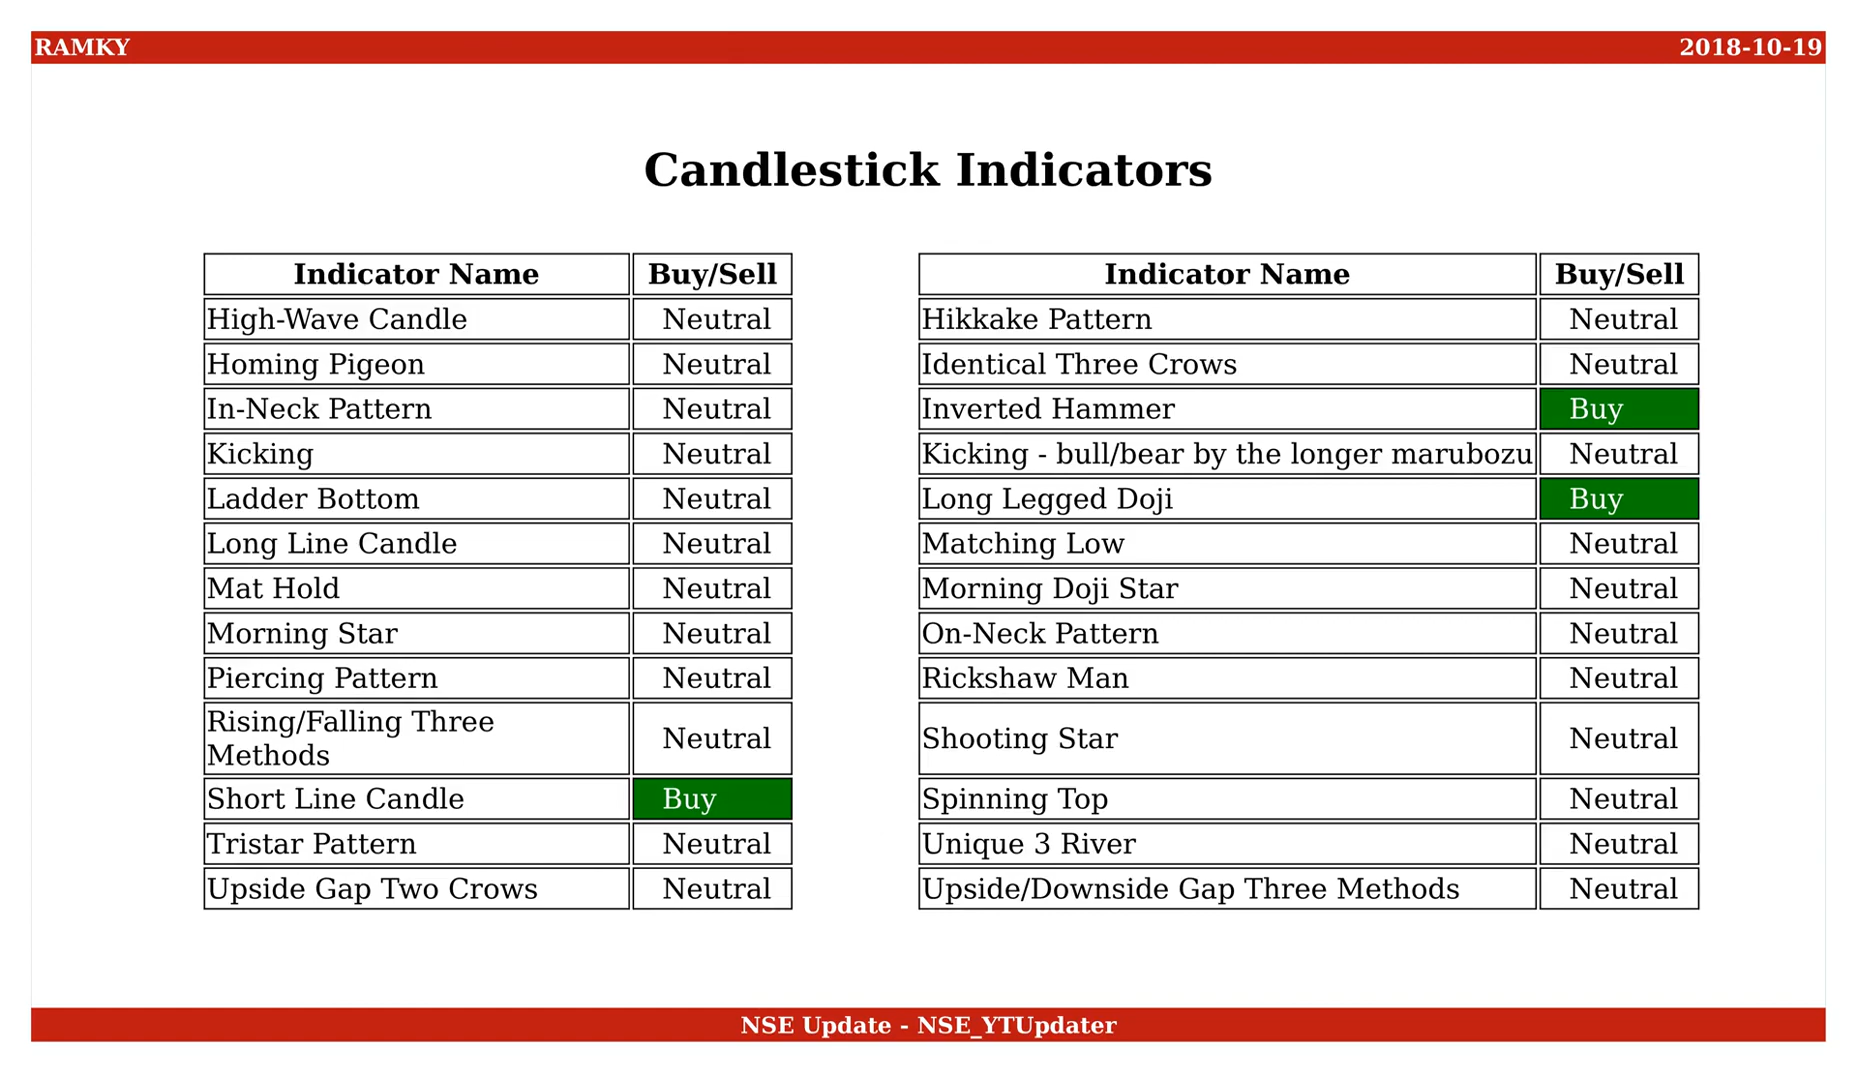 RAMKY 2018-10-19
Candlestick Indicators
Indicator Name Buy/Sell Indicator Name Buy/Sell
High-Wave Candle Neutral Hikkake Pattern Neutral
Homing Pigeon Neutral Identical Three Crows Neutral
In-Neck Pattern Neutral Inverted Hammer Buy
Kicking Neutral Kicking - bull/bear by the longer marubozu Neutral
Ladder Bottom Neutral Long Legged Doji Buy
Long Line Candle Neutral Matching Low Neutral
Mat Hold Neutral Morning Doji Star Neutral
Morning Star Neutral On-Neck Pattern Neutral
Piercing Pattern Neutral Rickshaw Man Neutral
Rising/Falling Three
Methods Neutral Shooting Star Neutral
Short Line Candle Buy Spinning Top Neutral
Tristar Pattern Neutral Unique 3 River Neutral
Upside Gap Two Crows Neutral Upside/Downside Gap Three Methods Neutral
NSE Update - NSE_YTUpdater